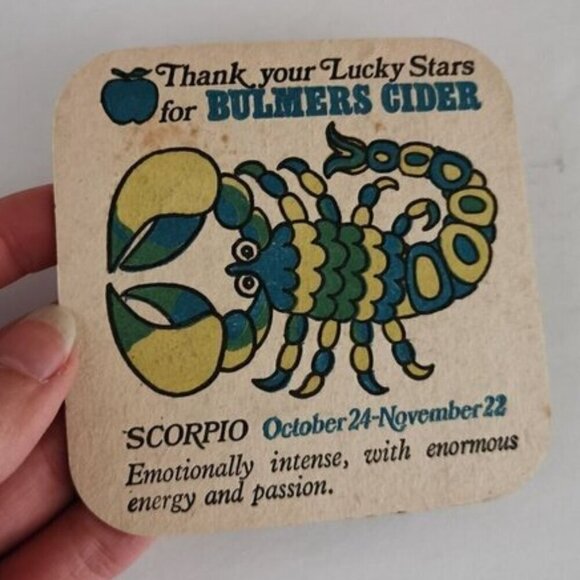 Thank your Lucky Stars
for BULMERS CIDER
SCORPIO October 24-November 22
Emotionally intense, with enormous
energy and passion.